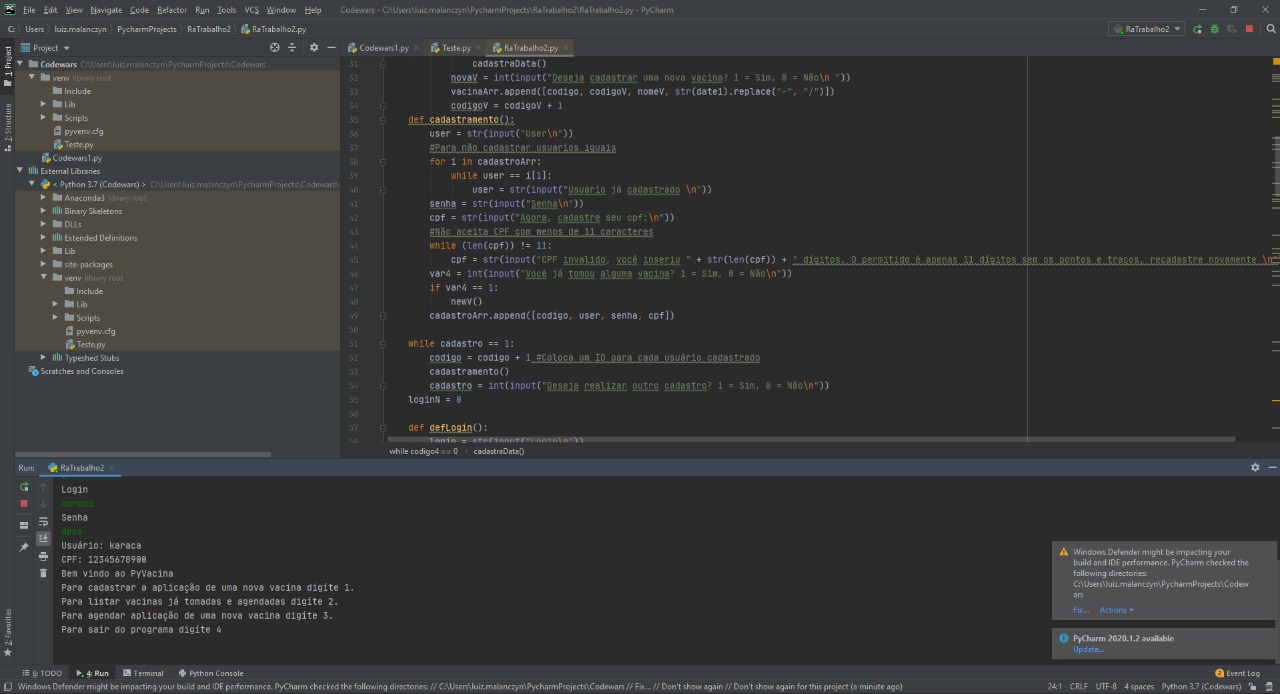 File Edit View Navigate Code Refactor Run Tools VCS Window Help Codewars - C:\Users\luiz.malanczyn\PycharmProjects\RaTrabalho2\RaTrabalho2.py - PyCharm
C: Users luiz.malanczyn PycharmProjects RaTrabalho2 RaTrabalho2.py RaTrabalho2
Project Codewars1.py Teste.py RaTrabalho2.py
1: Project
Z: Structure
2: Favorites
Codewars C:\Users\luiz.malanczyn\PycharmProjects\Codewars
venv library root
Include
Lib
Scripts
pyvenv.cfg
Teste.py
Codewars1.py
External Libraries
< Python 3.7 (Codewars) > C:\Users\luiz.malanczyn\PycharmProjects\Codewars\
Anaconda3 library root
Binary Skeletons
DLLs
Extended Definitions
Lib
site-packages
venv library root
Include
Lib
Scripts
pyvenv.cfg
Teste.py
Typeshed Stubs
Scratches and Consoles
31 cadastraData()
32 novaV = int(input("Deseja cadastrar uma nova vacina? 1 = Sim, 0 = Não\n "))
33 vacinaArr.append([codigo, codigoV, nomeV, str(date1).replace("-", "/")])
34 codigoV = codigoV + 1
35 def cadastramento():
36 user = str(input("User\n"))
37 #Para não cadastrar usuarios iguais
38 for i in cadastroArr:
39 while user == i[1]:
40 user = str(input("Usuario já cadastrado \n"))
41 senha = str(input("Senha\n"))
42 cpf = str(input("Agora, cadastre seu cpf:\n"))
43 #Não aceita CPF com menos de 11 caracteres
44 while (len(cpf)) != 11:
45 cpf = str(input("CPF invalido, você inseriu " + str(len(cpf)) + " digitos, O permitido é apenas 11 digitos sem os pontos e traços, recadastre novamente \n"
46 var4 = int(input("Você já tomou alguma vacina? 1 = Sim, 0 = Não\n"))
47 if var4 == 1:
48 newV()
49 cadastroArr.append([codigo, user, senha, cpf])
50
51 while cadastro == 1:
52 codigo = codigo + 1 #Coloca um ID para cada usuário cadastrado
53 cadastramento()
54 cadastro = int(input("Deseja realizar outro cadastro? 1 = Sim, 0 = Não\n"))
55 loginN = 0
56
57 def defLogin():
58 login = str(input("Login\n"))
while codigo4 == 0 cadastraData()
Run: RaTrabalho2
Login
karaca
Senha
deus
Usuário: karaca
CPF: 12345678900
Bem vindo ao PyVacina
Para cadastrar a aplicação de uma nova vacina digite 1.
Para listar vacinas já tomadas e agendadas digite 2.
Para agendar aplicação de uma nova vacina digite 3.
Para sair do programa digite 4
Windows Defender might be impacting your
build and IDE performance. PyCharm checked the
following directories:
C:\Users\luiz.malanczyn\PycharmProjects\Codew
ars
Fix... Actions
PyCharm 2020.1.2 available
Update...
6: TODO 4: Run Terminal Python Console 2 Event Log
Windows Defender might be impacting your build and IDE performance. PyCharm checked the following directories: // C:\Users\luiz.malanczyn\PycharmProjects\Codewars // Fix... // Don't show again // Don't show again for this project (a minute ago) 24:1 CRLF UTF-8 4 spaces Python 3.7 (Codewars)